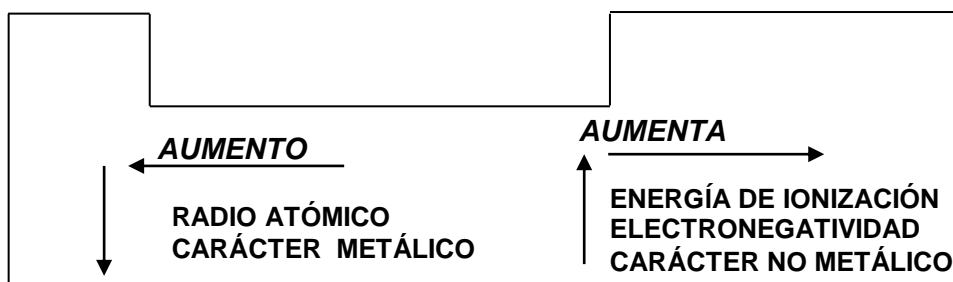 AUMENTO
RADIO ATÓMICO
CARÁCTER METÁLICO
AUMENTA
ENERGÍA DE IONIZACIÓN
ELECTRONEGATIVIDAD
CARÁCTER NO METÁLICO